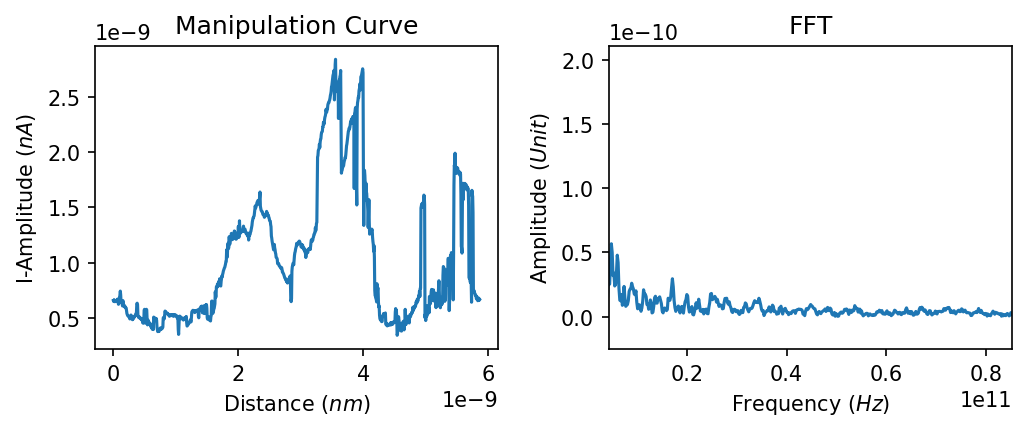 Manipulation Curve
1e−9
I-Amplitude (nA)
2.5
2.0
1.5
1.0
0.5
0
2
4
6
1e−9
Distance (nm)
FFT
1e−10
Amplitude (Unit)
2.0
1.5
1.0
0.5
0.0
0.2
0.4
0.6
0.8
1e11
Frequency (Hz)